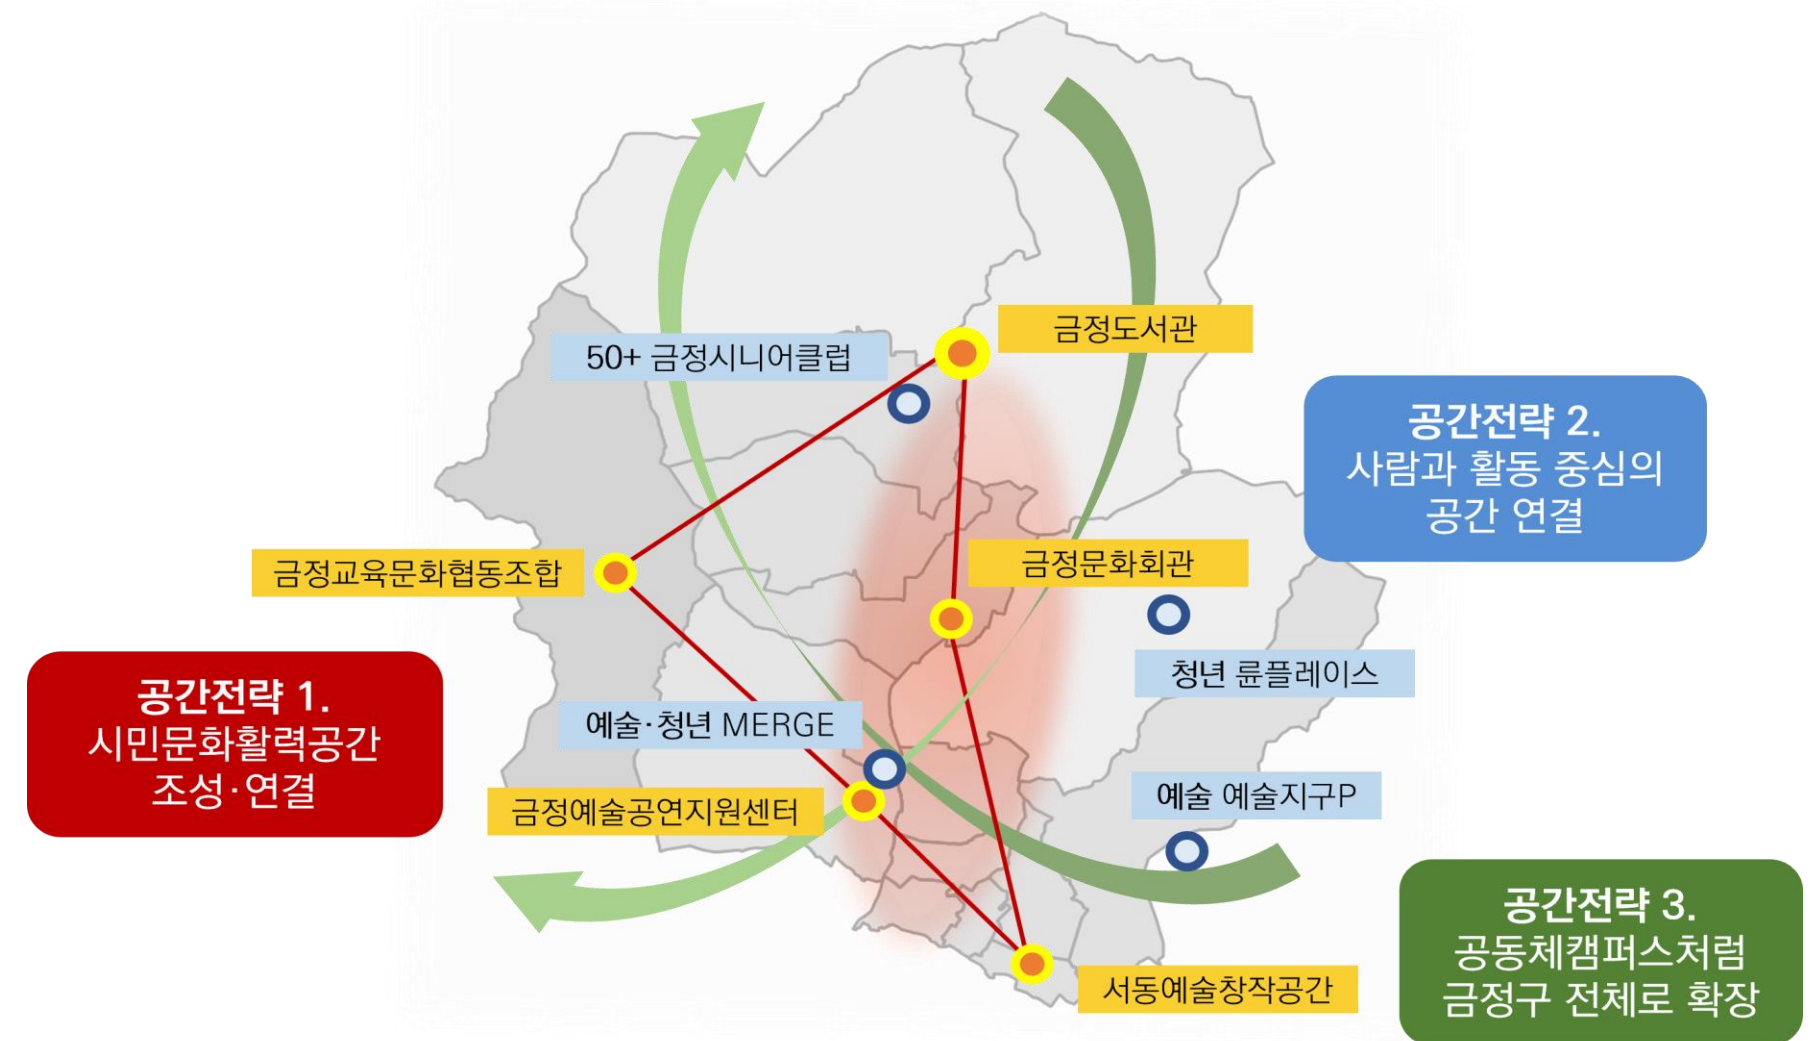 금정도서관
50+ 금정시니어클럽
공간전략 2.
사람과 활동 중심의
공간 연결
금정교육문화협동조합
금정문화회관
청년 륜플레이스
공간전략 1.
시민문화활력공간
조성·연결
예술·청년 MERGE
금정예술공연지원센터
예술 예술지구P
공간전략 3.
공동체캠퍼스처럼
금정구 전체로 확장
서동예술창작공간